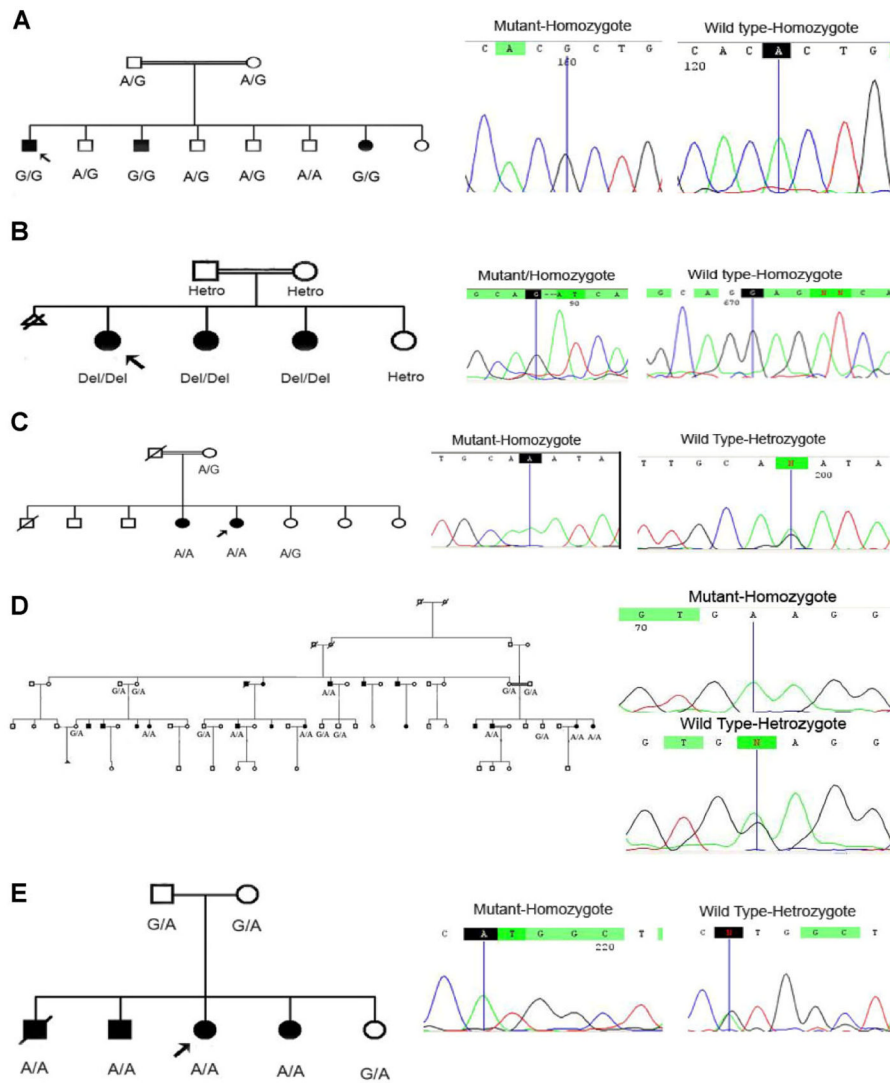 A
Mutant-Homozygote
Wild type-Homozygote
C A C G C T G
160
C A C A C T G
120
A/G A/G
G/G A/G G/G A/G A/G A/A G/G
B
Mutant/Homozygote
Wild type-Homozygote
G C A G - - - A T C A
90
G C A G G A G N N C A
670
Hetro Hetro
Del/Del Del/Del Del/Del Hetro
C
Mutant-Homozygote
Wild Type-Hetrozygote
T G C A A A T A
T T G C A N A T A
200
A/G
A/A A/A A/G
D
Mutant-Homozygote
G T G A A G G
70
Wild Type-Hetrozygote
G T G N A G G
G/A G/A A/A G/A G/A
G/A A/A G/A A/A A/A G/A G/A G/A A/A G/A A/A A/A
E
Mutant-Homozygote
Wild Type-Hetrozygote
C A T G G C T
220
C N T G G C T
G/A G/A
A/A A/A A/A A/A G/A